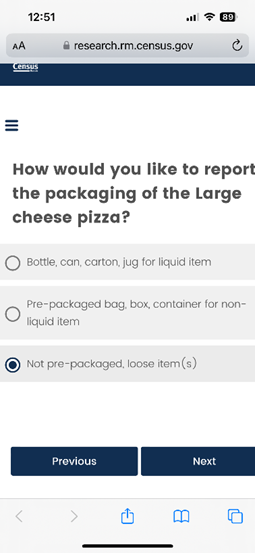 12:51
89
AA
research.rm.census.gov
Census
How would you like to report
the packaging of the Large
cheese pizza?
Bottle, can, carton, jug for liquid item
Pre-packaged bag, box, container for non-
liquid item
Not pre-packaged, loose item(s)
Previous
Next